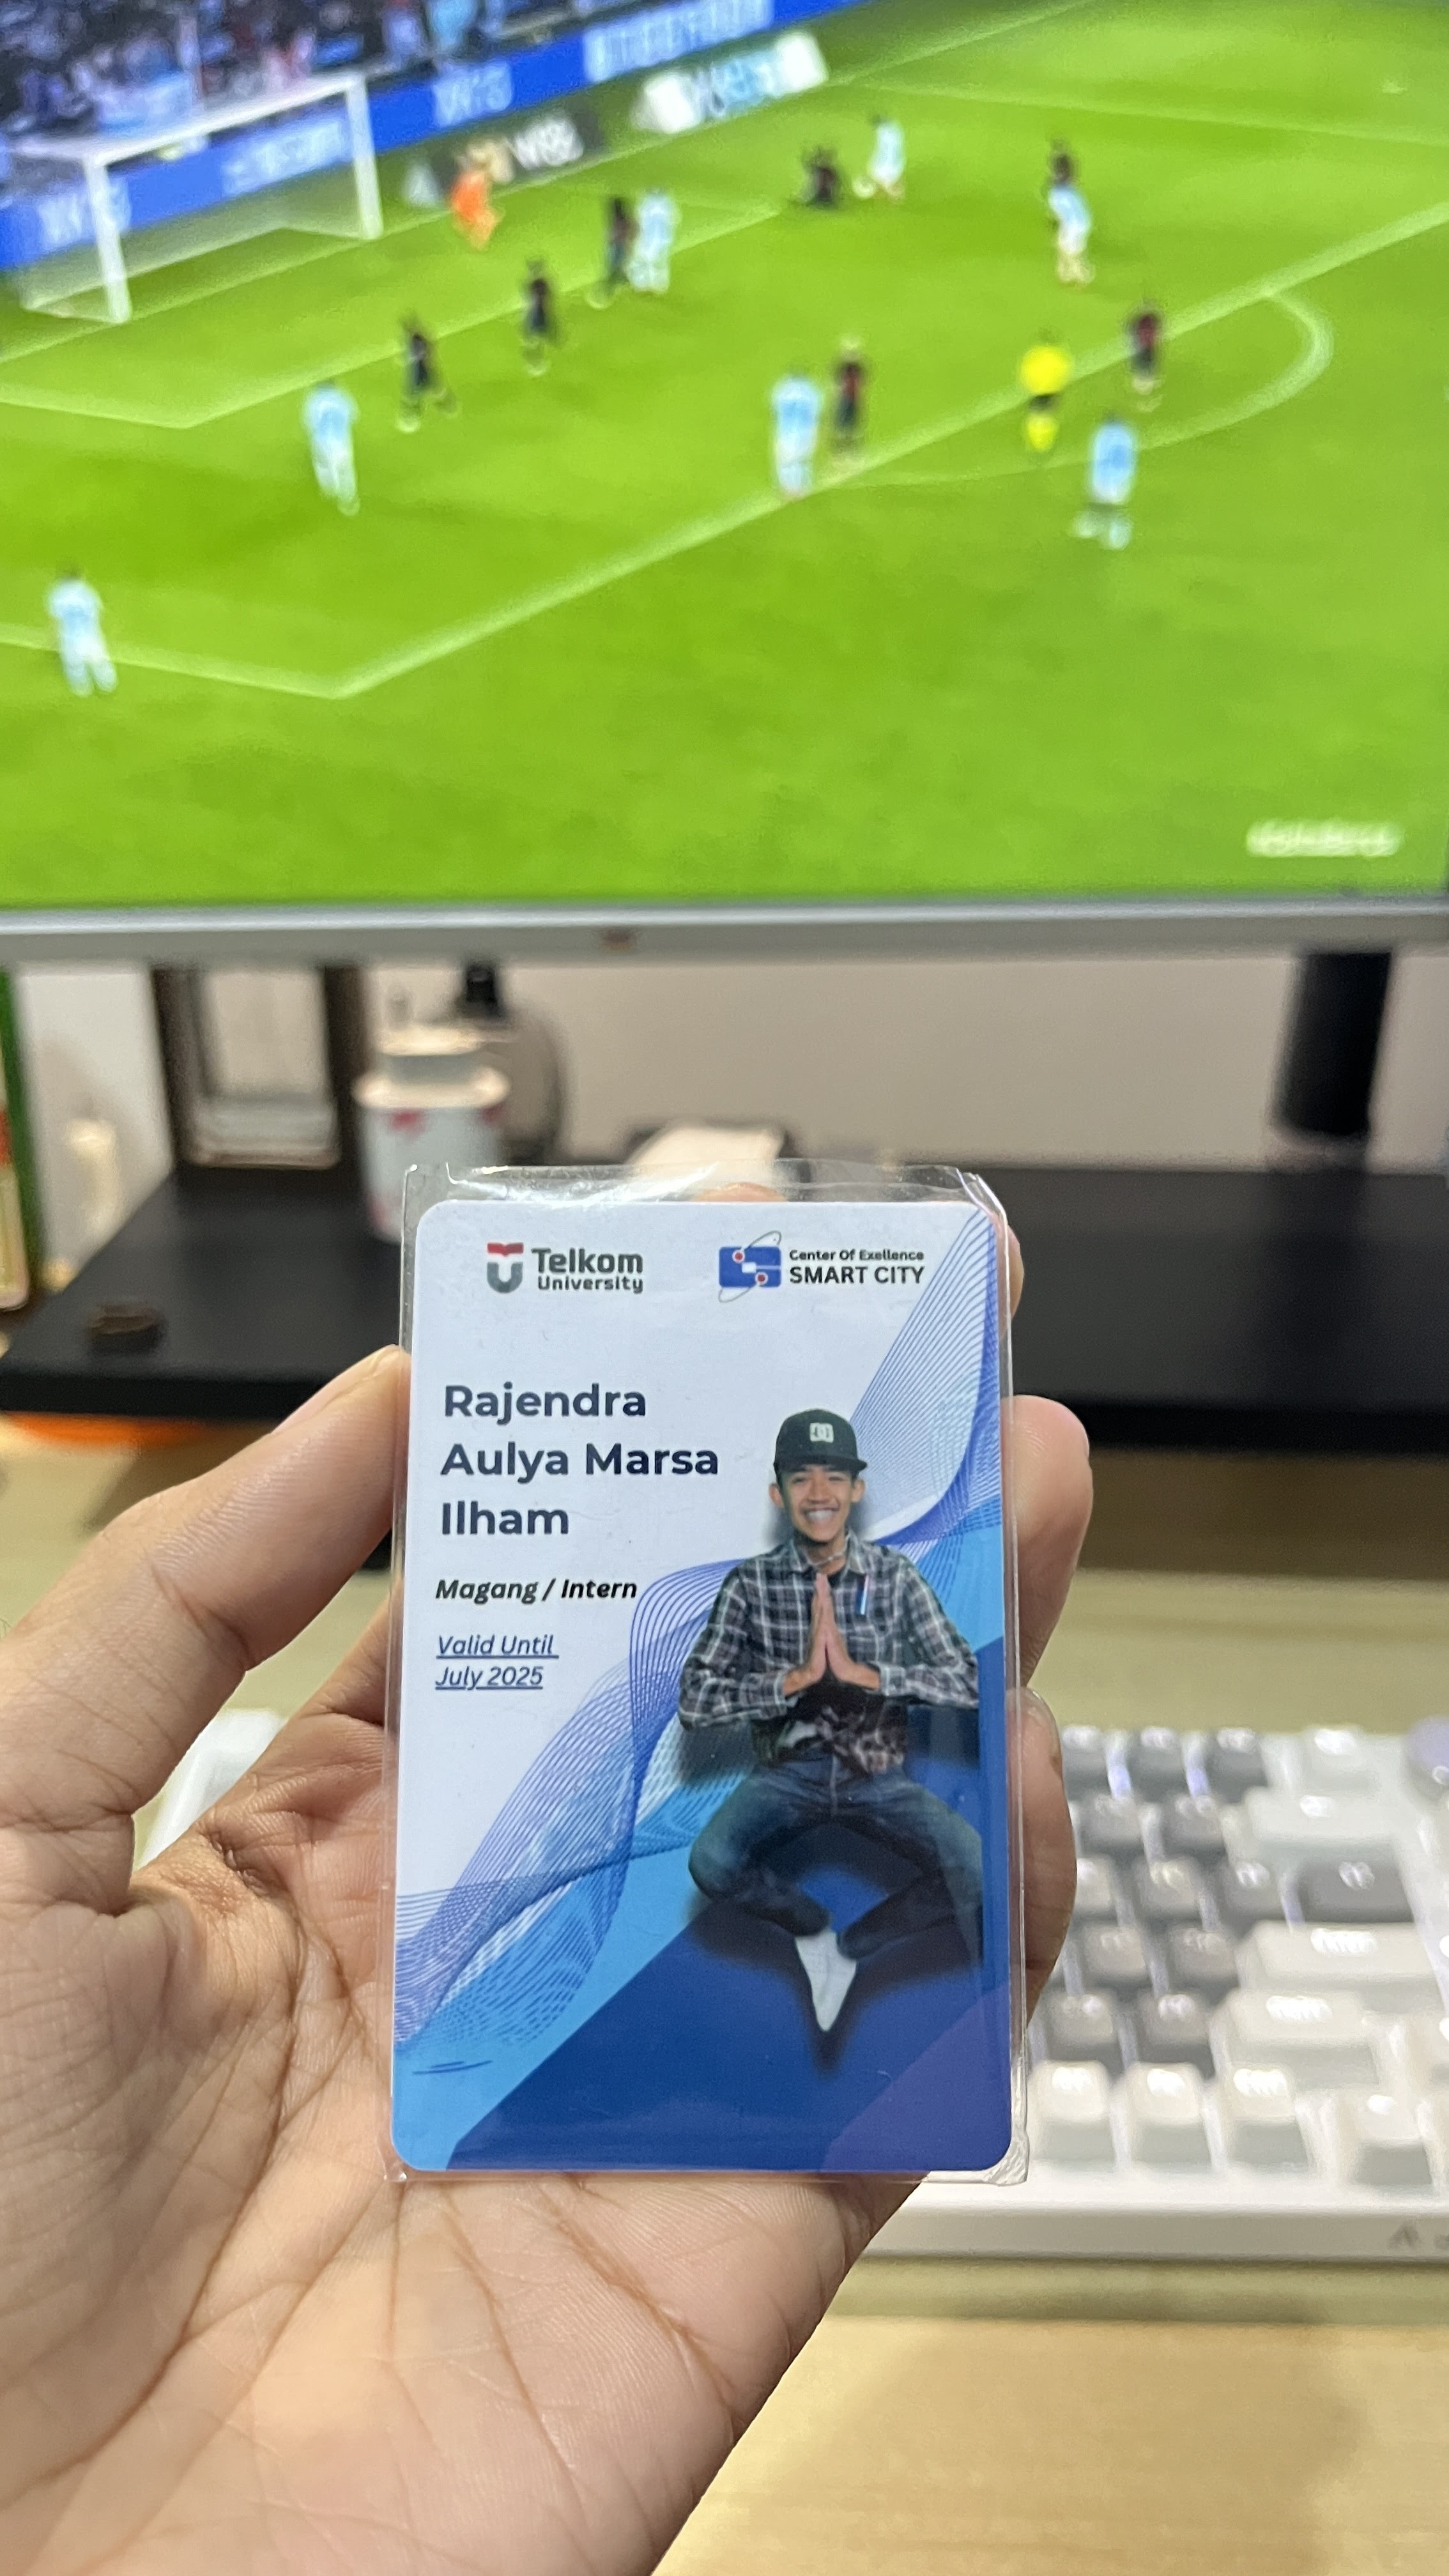 Telkom
University
Center Of Exellence
SMART CITY
Rajendra
Aulya Marsa
Ilham
Magang / Intern
Valid Until
July 2025